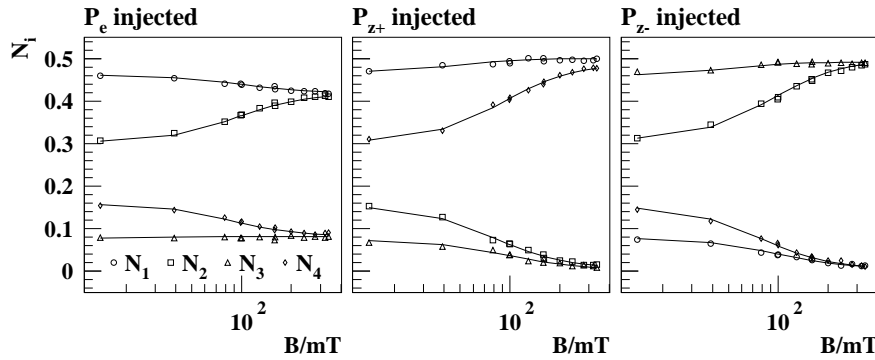 P_e injected P_z+ injected P_z- injected
N_i
0.5
0.4
0.3
0.2
0.1
0
N_1 N_2 N_3 N_4
10^2 10^2 10^2
B/mT B/mT B/mT